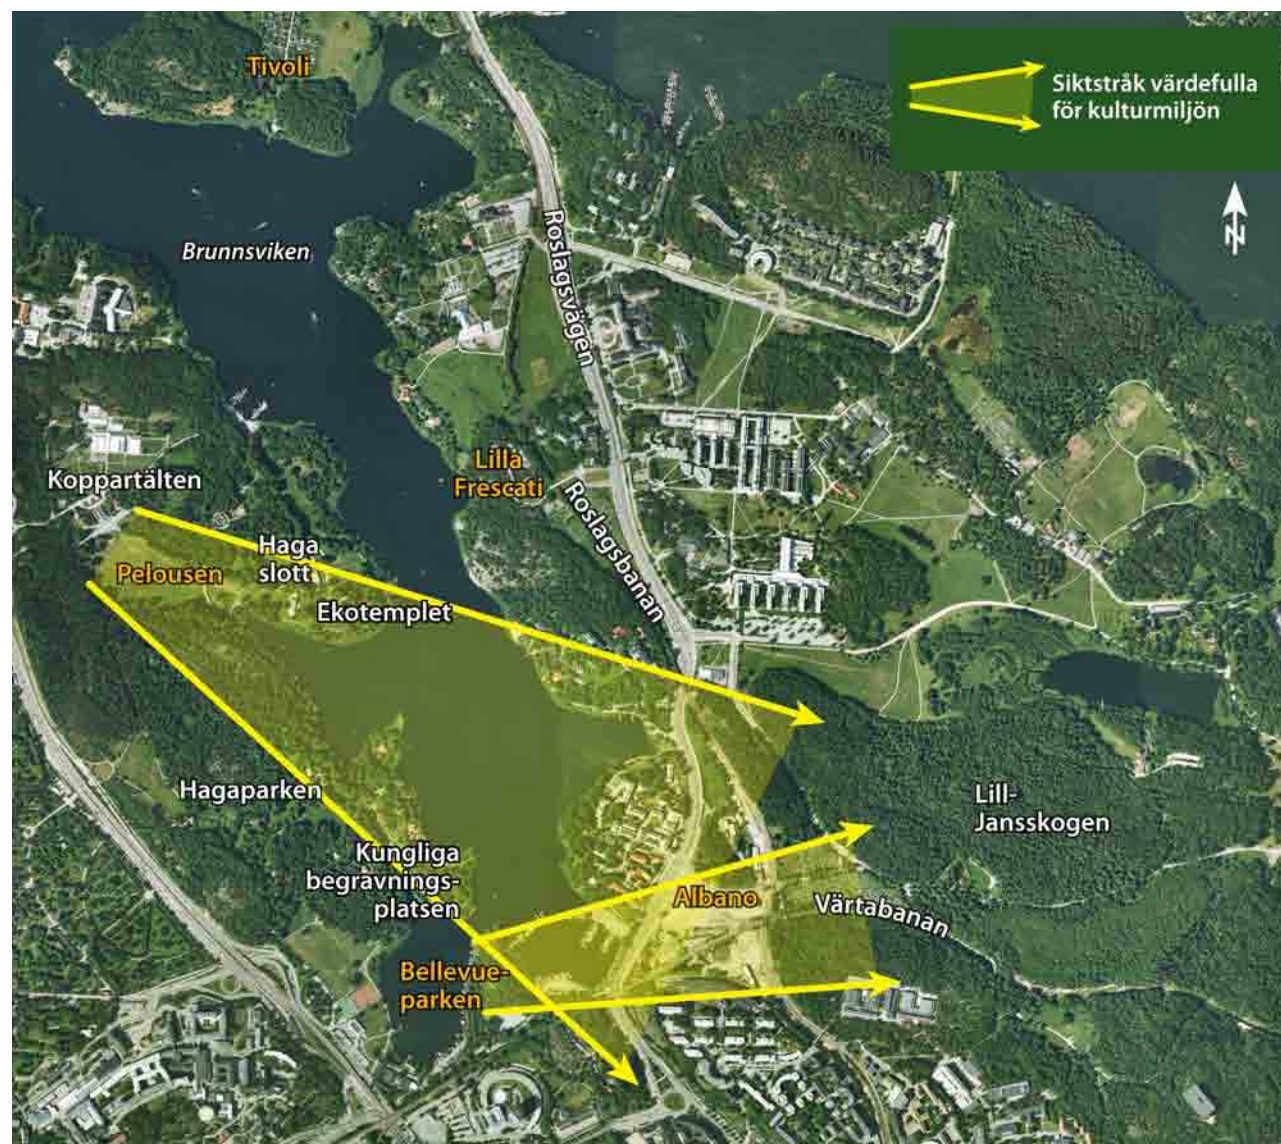 Tivoli
Siktstråk värdefulla
för kulturmiljön
N
Brunnsviken
Roslagsvägen
Lilla
Frescati
Koppartälten
Roslagsbanan
Haga
slott
Pelousen
Ekotemplet
Hagaparken
Lill-
Jansskogen
Kungliga
begravnings-
platsen
Albano
Värtabanan
Bellevue-
parken